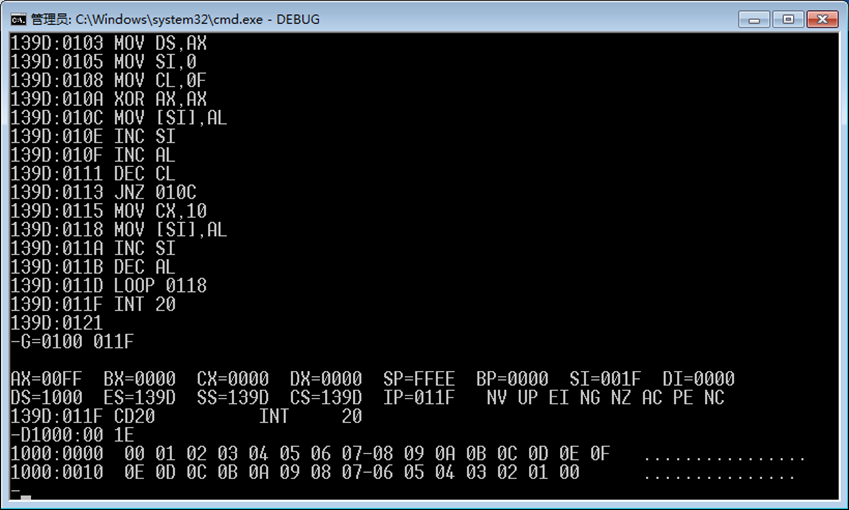 管理员: C:\Windows\system32\cmd.exe - DEBUG
139D:0103 MOV DS,AX
139D:0105 MOV SI,0
139D:0108 MOV CL,0F
139D:010A XOR AX,AX
139D:010C MOV [SI],AL
139D:010E INC SI
139D:010F INC AL
139D:0111 DEC CL
139D:0113 JNZ 010C
139D:0115 MOV CX,10
139D:0118 MOV [SI],AL
139D:011A INC SI
139D:011B DEC AL
139D:011D LOOP 0118
139D:011F INT 20
139D:0121
-G=0100 011F
AX=00FF  BX=0000  CX=0000  DX=0000  SP=FFEE  BP=0000  SI=001F  DI=0000
DS=1000  ES=139D  SS=139D  CS=139D  IP=011F   NV UP EI NG NZ AC PE NC
139D:011F CD20          INT     20
-D1000:00 1E
1000:0000  00 01 02 03 04 05 06 07-08 09 0A 0B 0C 0D 0E 0F   ................
1000:0010  0E 0D 0C 0B 0A 09 08 07-06 05 04 03 02 01 00      ...............
-